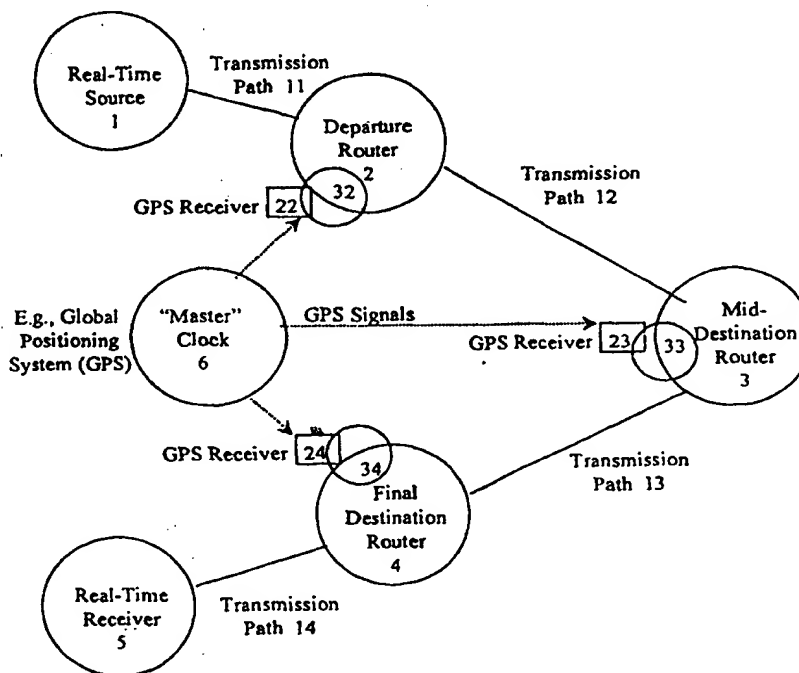 Real-Time
Source
1
Transmission
Path 11
Departure
Router
2
32
22
GPS Receiver
Transmission
Path 12
E.g., Global
Positioning
System (GPS)
"Master"
Clock
6
GPS Signals
GPS Receiver
23
33
Mid-
Destination
Router
3
GPS Receiver
24
34
Final
Destination
Router
4
Transmission
Path 13
Real-Time
Receiver
5
Transmission
Path 14